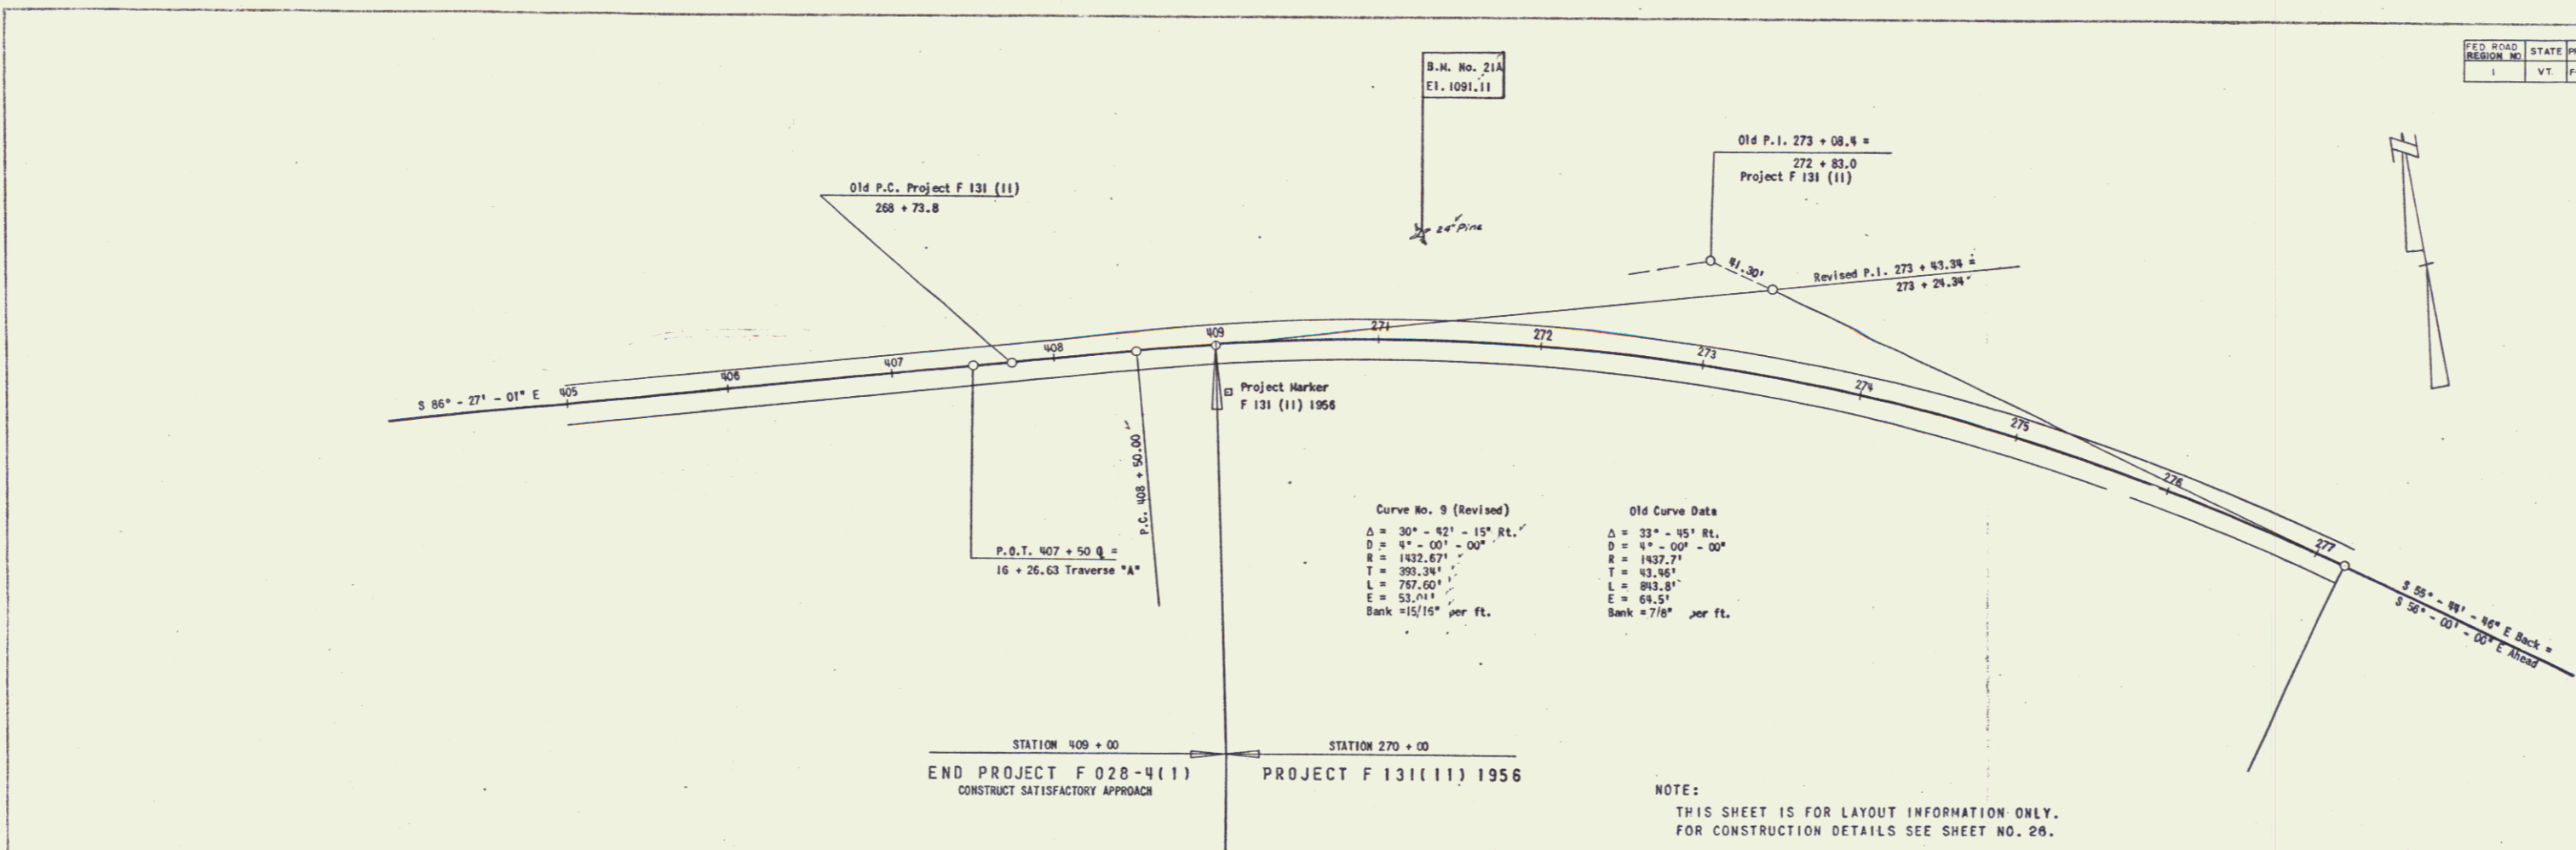 FED ROAD REGION NO
STATE
1
VT.
B.M. No. 21A
El. 1091.11
24" Pine
Old P.I. 273 + 08.4 =
272 + 83.0
Project F 131 (11)
41.30'
Revised P.I. 273 + 43.34 =
273 + 24.34
Old P.C. Project F 131 (11)
268 + 73.8
S 86° - 27' - 01" E
405
406
407
408
409
271
272
273
274
275
276
277
Project Marker
F 131 (11) 1956
P.C. 408 + 50.00
P.O.T. 407 + 50.0 =
16 + 26.63 Traverse "A"
Curve No. 9 (Revised)
Δ = 30° - 42' - 15" Rt.
D = 4° - 00' - 00"
R = 1432.67'
T = 393.34'
L = 767.60'
E = 53.01'
Bank =15/16" per ft.
Old Curve Data
Δ = 33° - 45' Rt.
D = 4° - 00' - 00"
R = 1437.7'
T = 43.46'
L = 843.8'
E = 64.5'
Bank = 7/8" per ft.
S 55° - 44' - 46" E Back =
S 56° - 00' - 00" E Ahead
STATION 409 + 00
STATION 270 + 00
END PROJECT F 028-4(1)
CONSTRUCT SATISFACTORY APPROACH
PROJECT F 131(11) 1956
NOTE:
THIS SHEET IS FOR LAYOUT INFORMATION ONLY.
FOR CONSTRUCTION DETAILS SEE SHEET NO. 26.